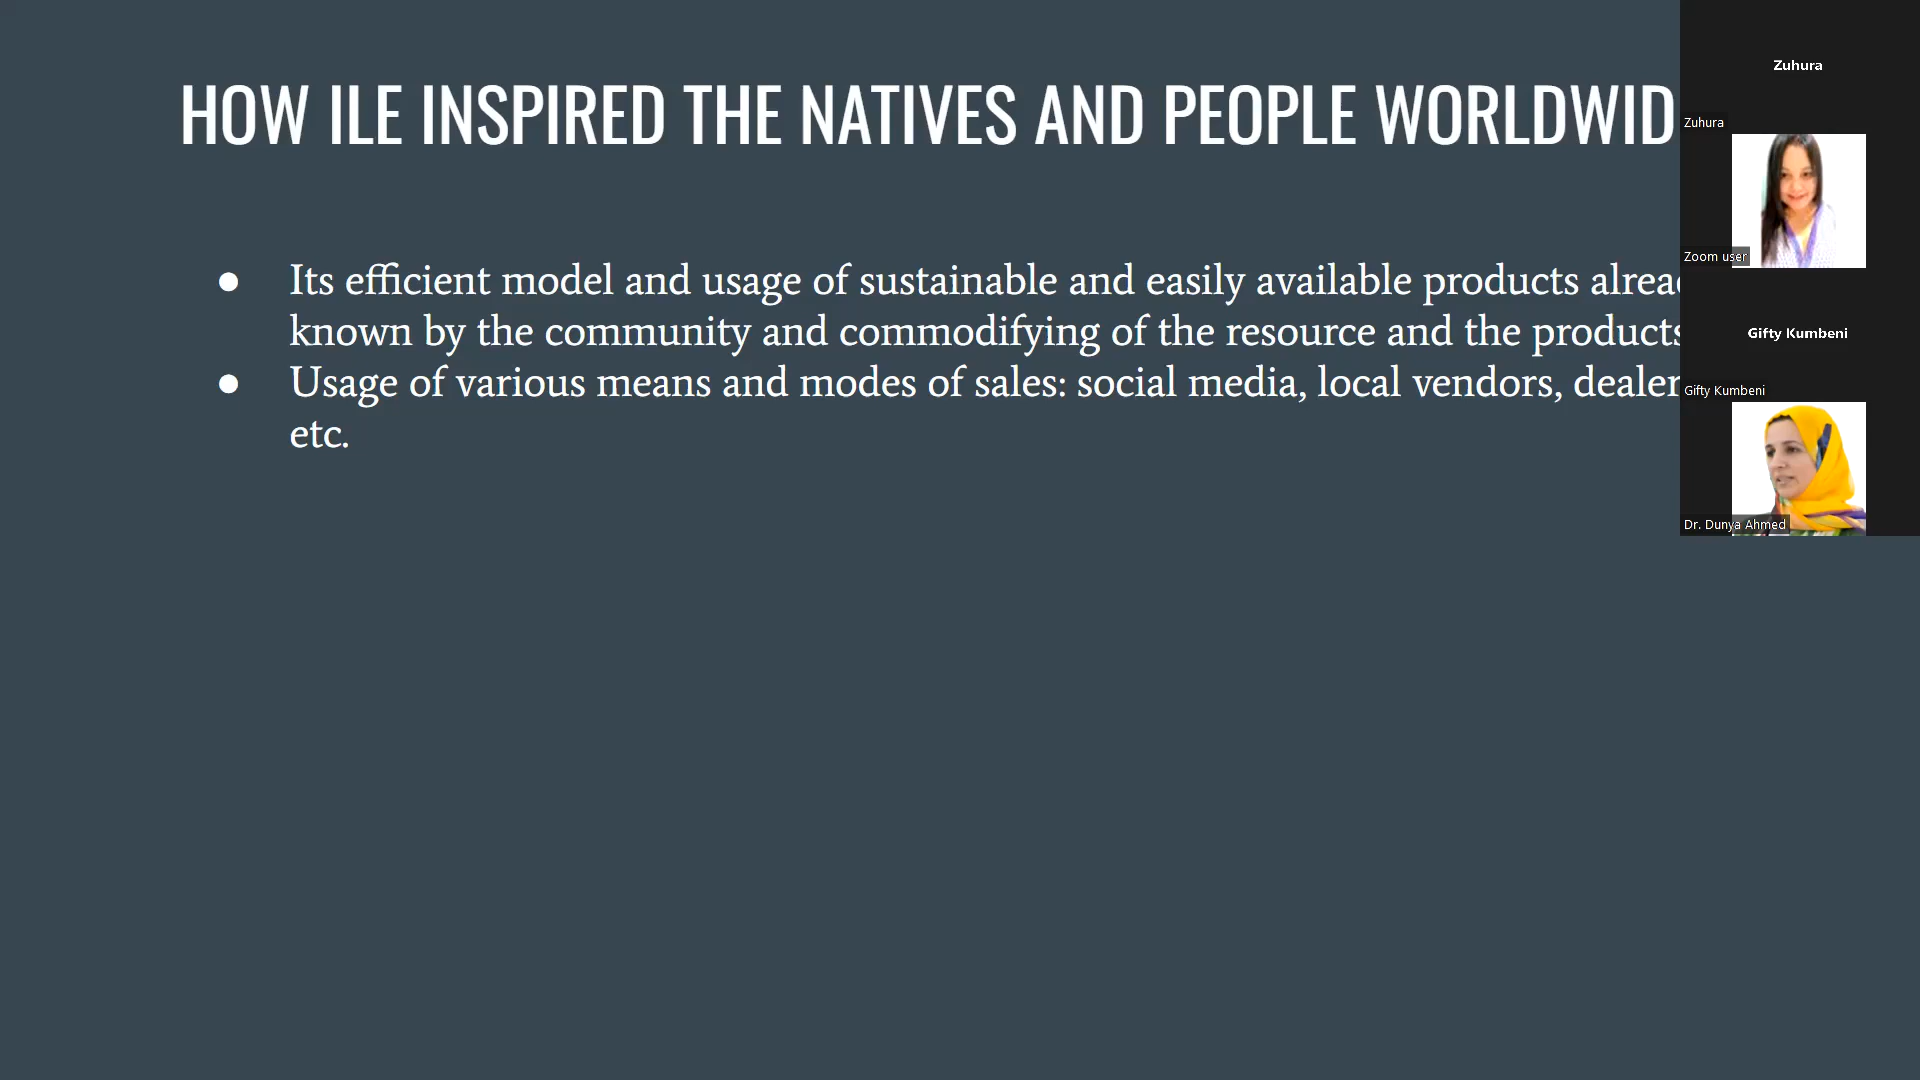 HOW ILE INSPIRED THE NATIVES AND PEOPLE WORLDWID
● Its efficient model and usage of sustainable and easily available products alrea
known by the community and commodifying of the resource and the products
● Usage of various means and modes of sales: social media, local vendors, dealer
etc.
Zuhura
Zuhura
Zoom user
Gifty Kumbeni
Gifty Kumbeni
Dr. Dunya Ahmed